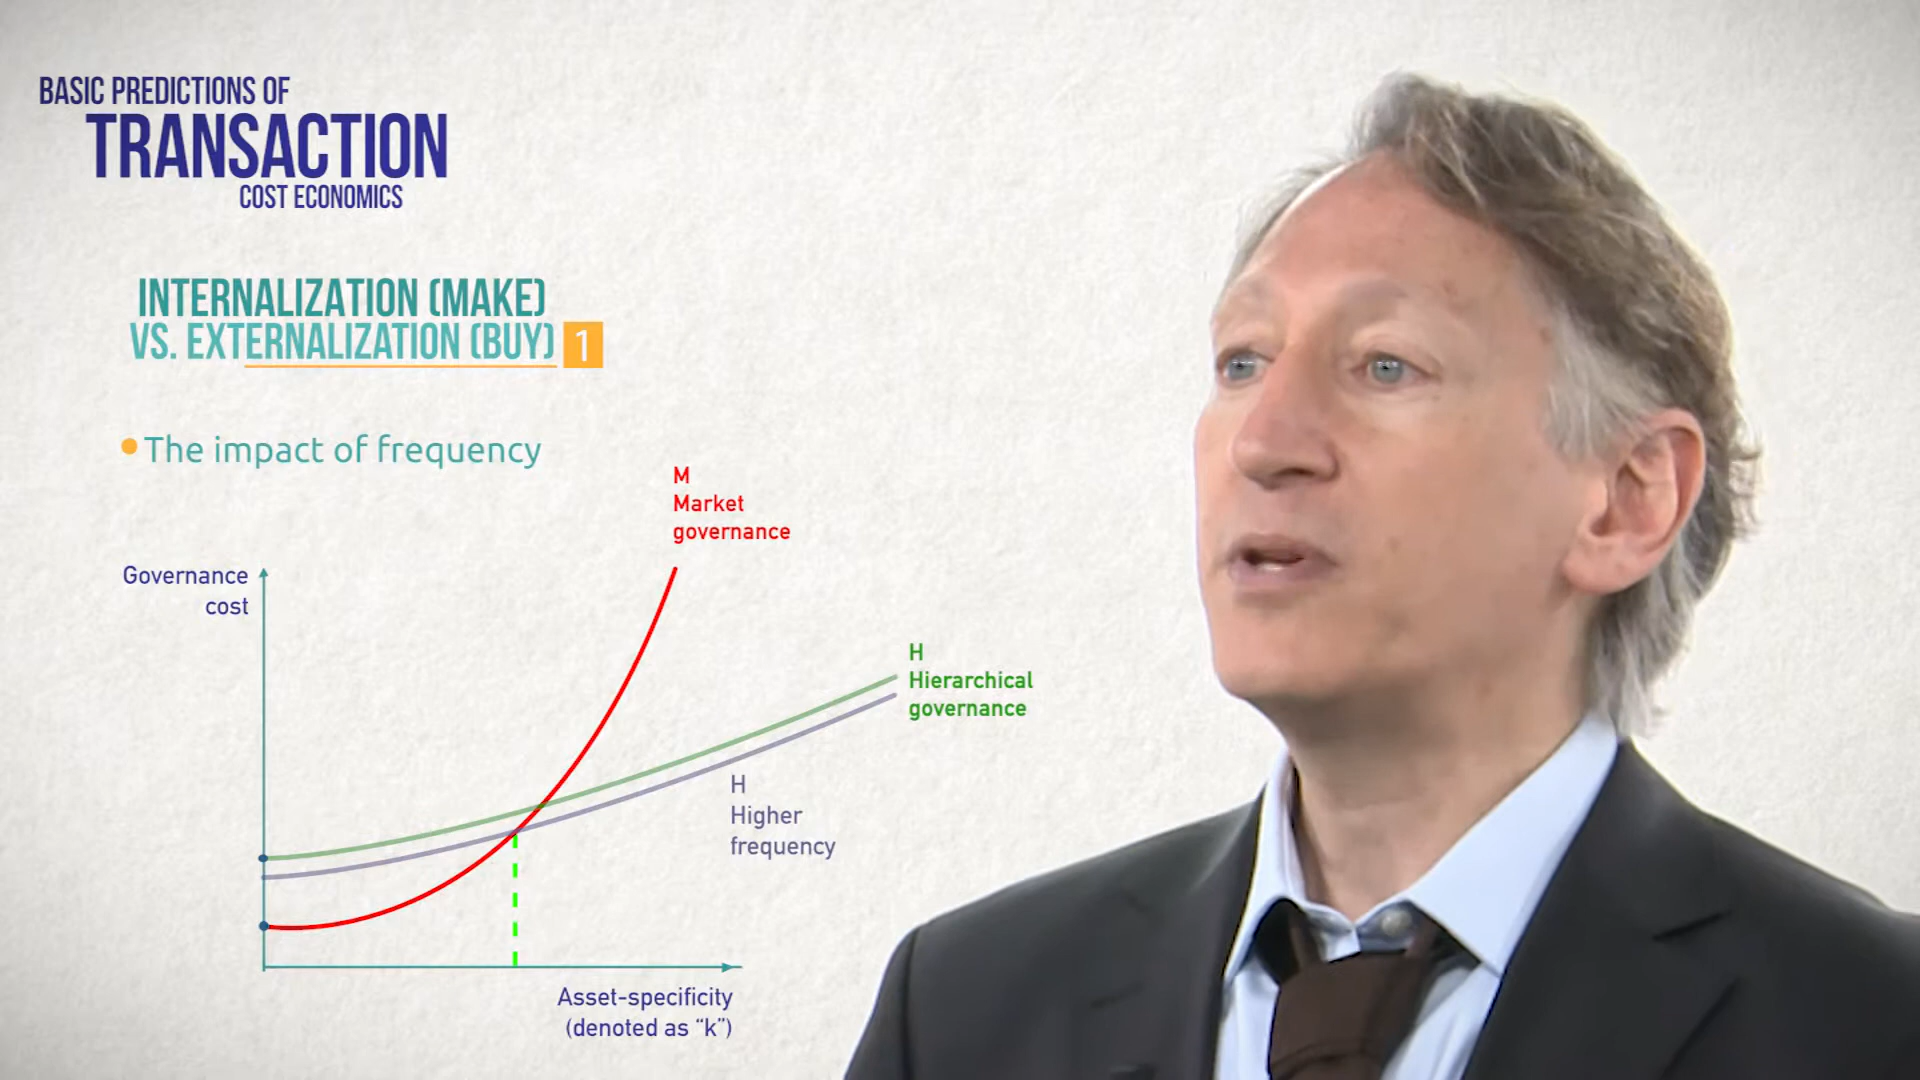 BASIC PREDICTIONS OF
TRANSACTION
COST ECONOMICS
INTERNALIZATION (MAKE)
VS. EXTERNALIZATION (BUY) 1
The impact of frequency
M
Market
governance
Governance
cost
H
Hierarchical
governance
H
Higher
frequency
Asset-specificity
(denoted as “k”)